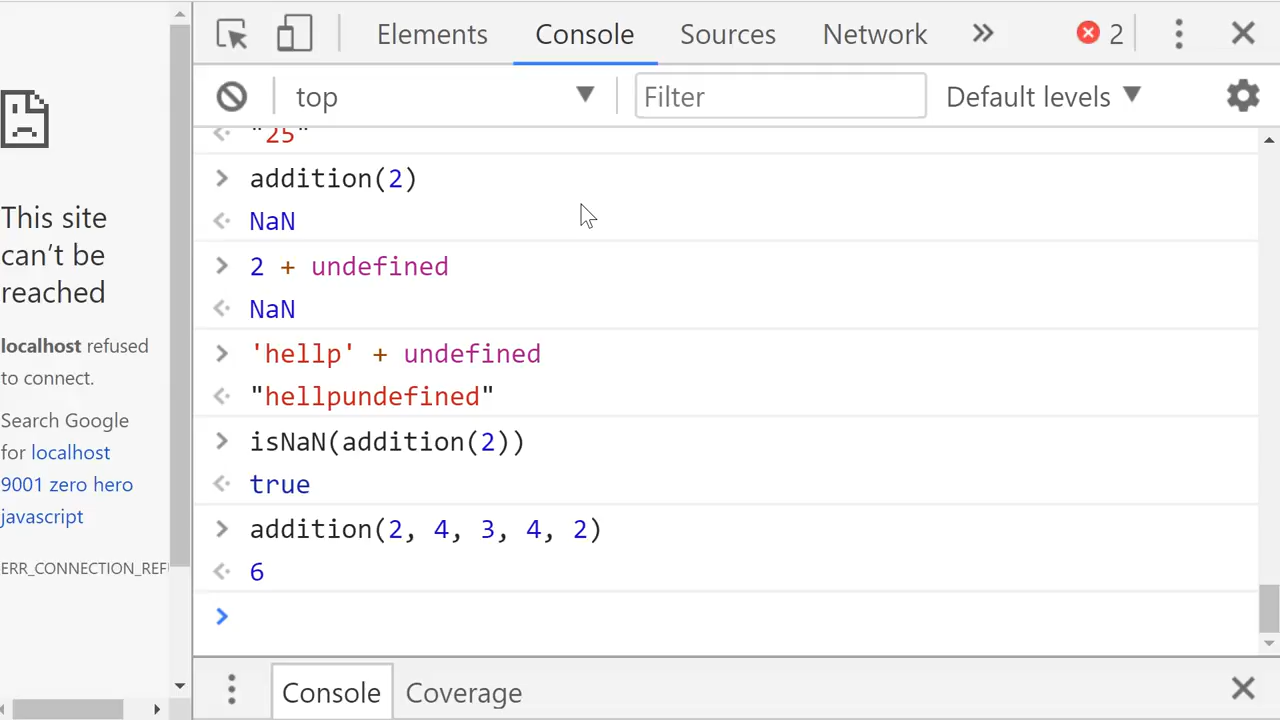 Elements Console Sources Network 2
top Filter Default levels
"25"
> addition(2)
NaN
> 2 + undefined
NaN
> 'hellp' + undefined
"hellpundefined"
> isNaN(addition(2))
true
> addition(2, 4, 3, 4, 2)
6
>
This site
can’t be
reached
localhost refused
to connect.
Search Google
for localhost
9001 zero hero
javascript
ERR_CONNECTION_REF
Console Coverage